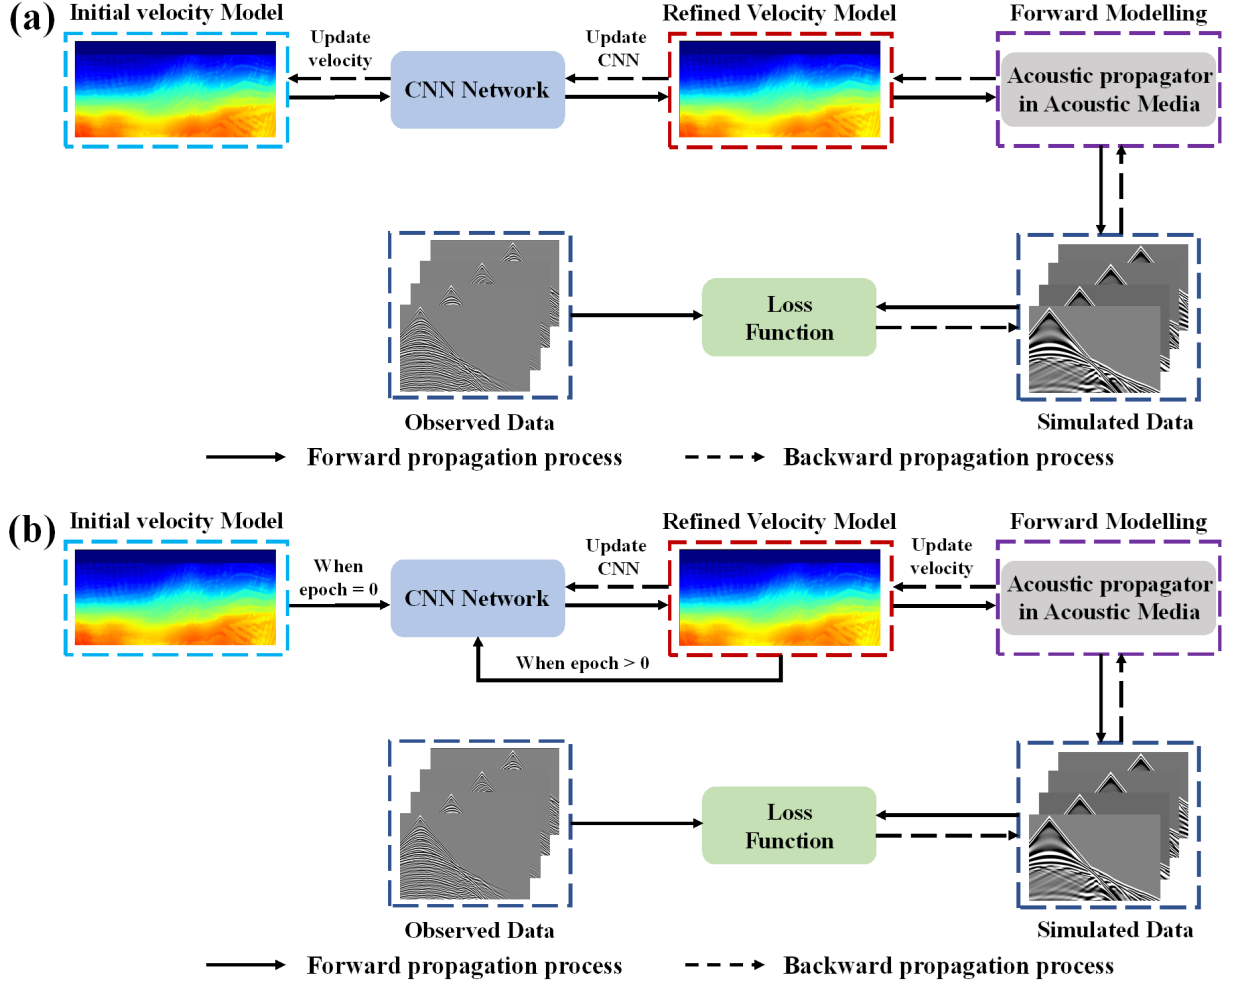 (a)
Initial velocity Model
Refined Velocity Model
Forward Modelling
Update
velocity
CNN Network
Update
CNN
Acoustic propagator
in Acoustic Media
Loss
Function
Observed Data
Simulated Data
Forward propagation process
Backward propagation process
(b)
Initial velocity Model
Refined Velocity Model
Forward Modelling
When
epoch = 0
CNN Network
Update
CNN
Update
velocity
Acoustic propagator
in Acoustic Media
When epoch > 0
Loss
Function
Observed Data
Simulated Data
Forward propagation process
Backward propagation process